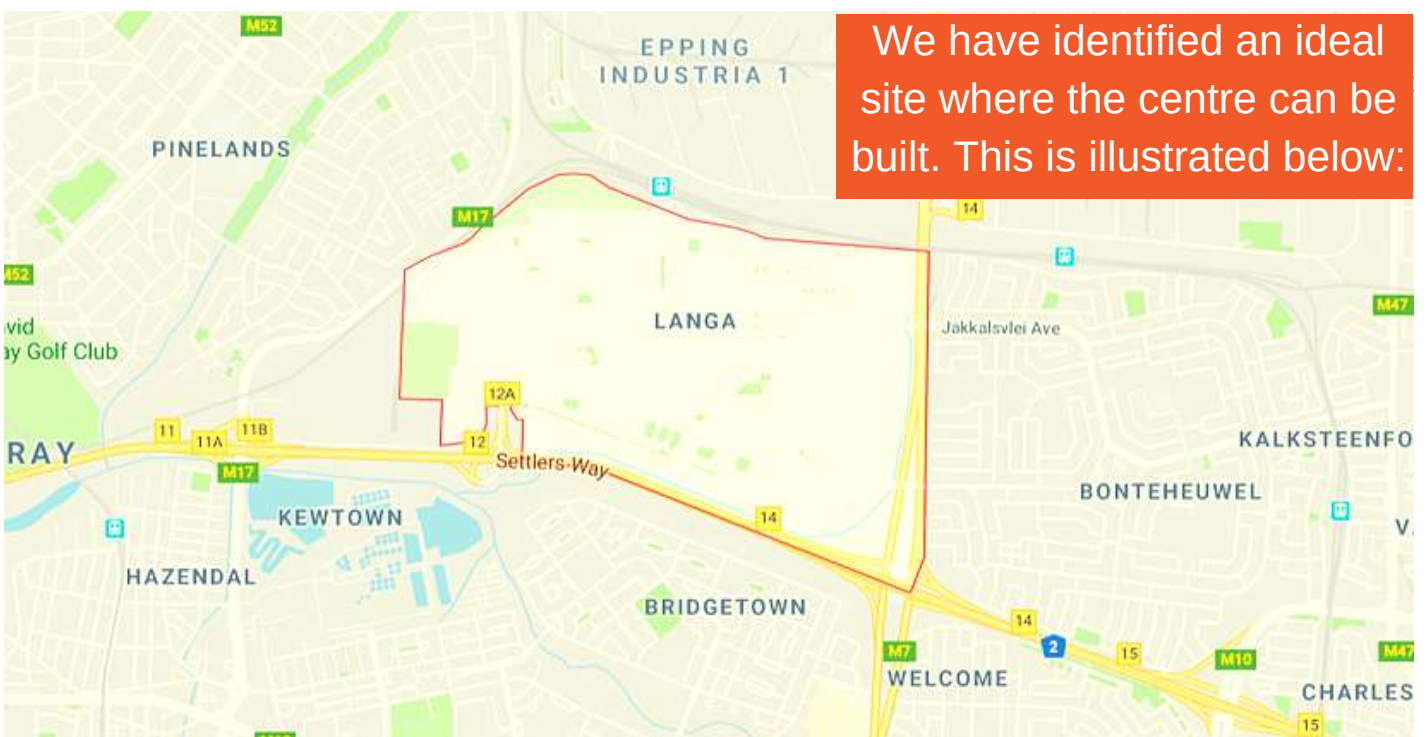 We have identified an ideal
site where the centre can be
built. This is illustrated below:
M52
EPPING
INDUSTRIA 1
PINELANDS
M17
14
M52
M47
LANGA
Jakkalsvlei Ave
vid
ay Golf Club
12A
11
11A
11B
12
RAY
M17
Settlers Way
KALKSTEENFO
BONTEHEUWEL
14
KEWTOWN
V
HAZENDAL
BRIDGETOWN
14
2
15
M7
M10
M47
WELCOME
CHARLES
15